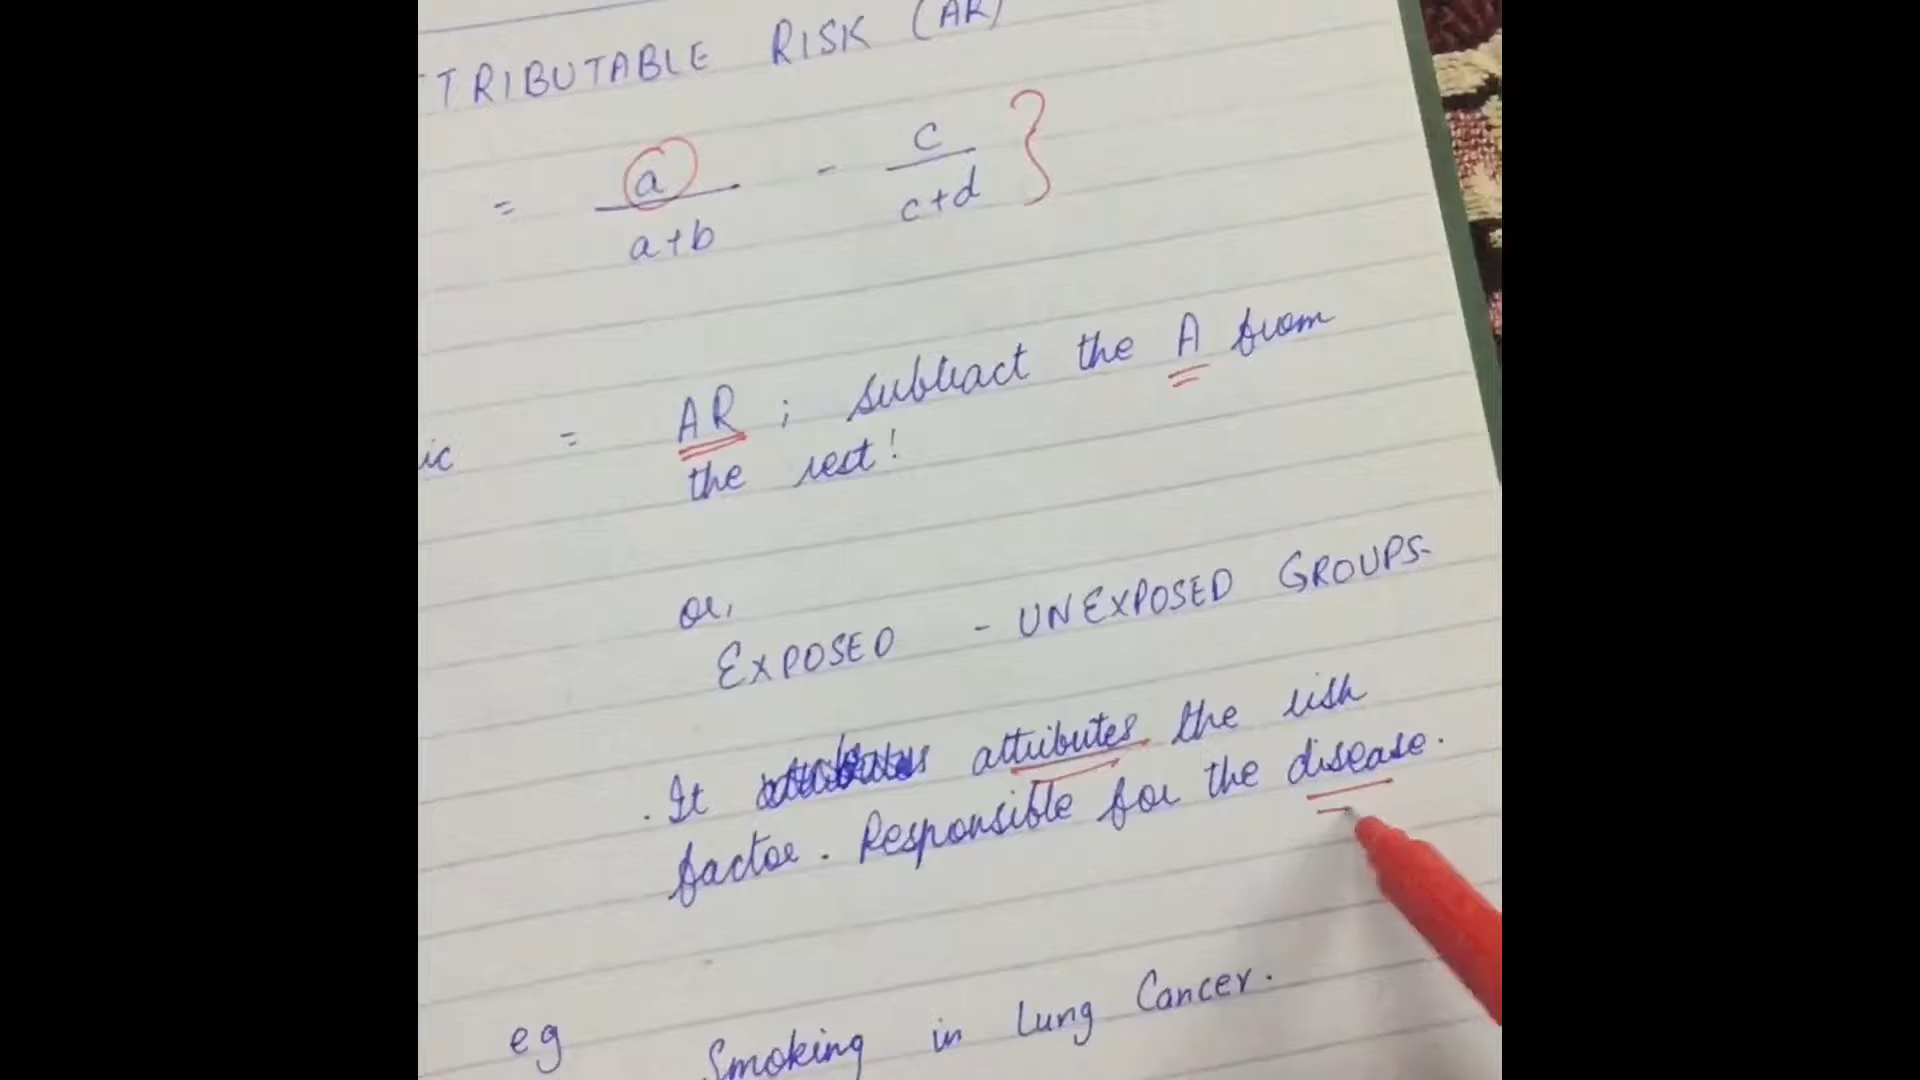 TTRIBUTABLE RISK (AR)
= a/a+b - c/c+d }
ic = AR ; subtract the A from
the rest!
or,
EXPOSED - UNEXPOSED GROUPS-
. It attributes the risk
factor. Responsible for the disease.
eg Smoking in Lung Cancer.